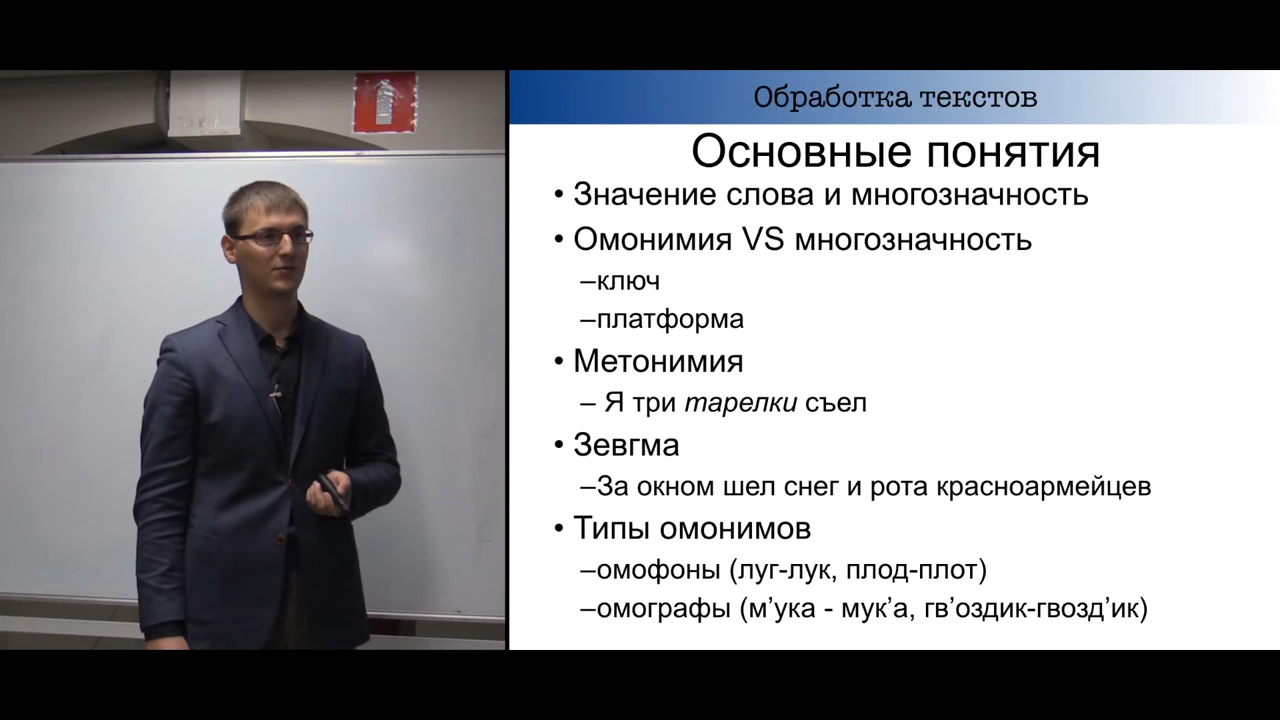 Обработка текстов
Основные понятия
• Значение слова и многозначность
• Омонимия VS многозначность
–ключ
–платформа
• Метонимия
– Я три тарелки съел
• Зевгма
–За окном шел снег и рота красноармейцев
• Типы омонимов
–омофоны (луг-лук, плод-плот)
–омографы (м’ука - мук’а, гв’оздик-гвозд’ик)